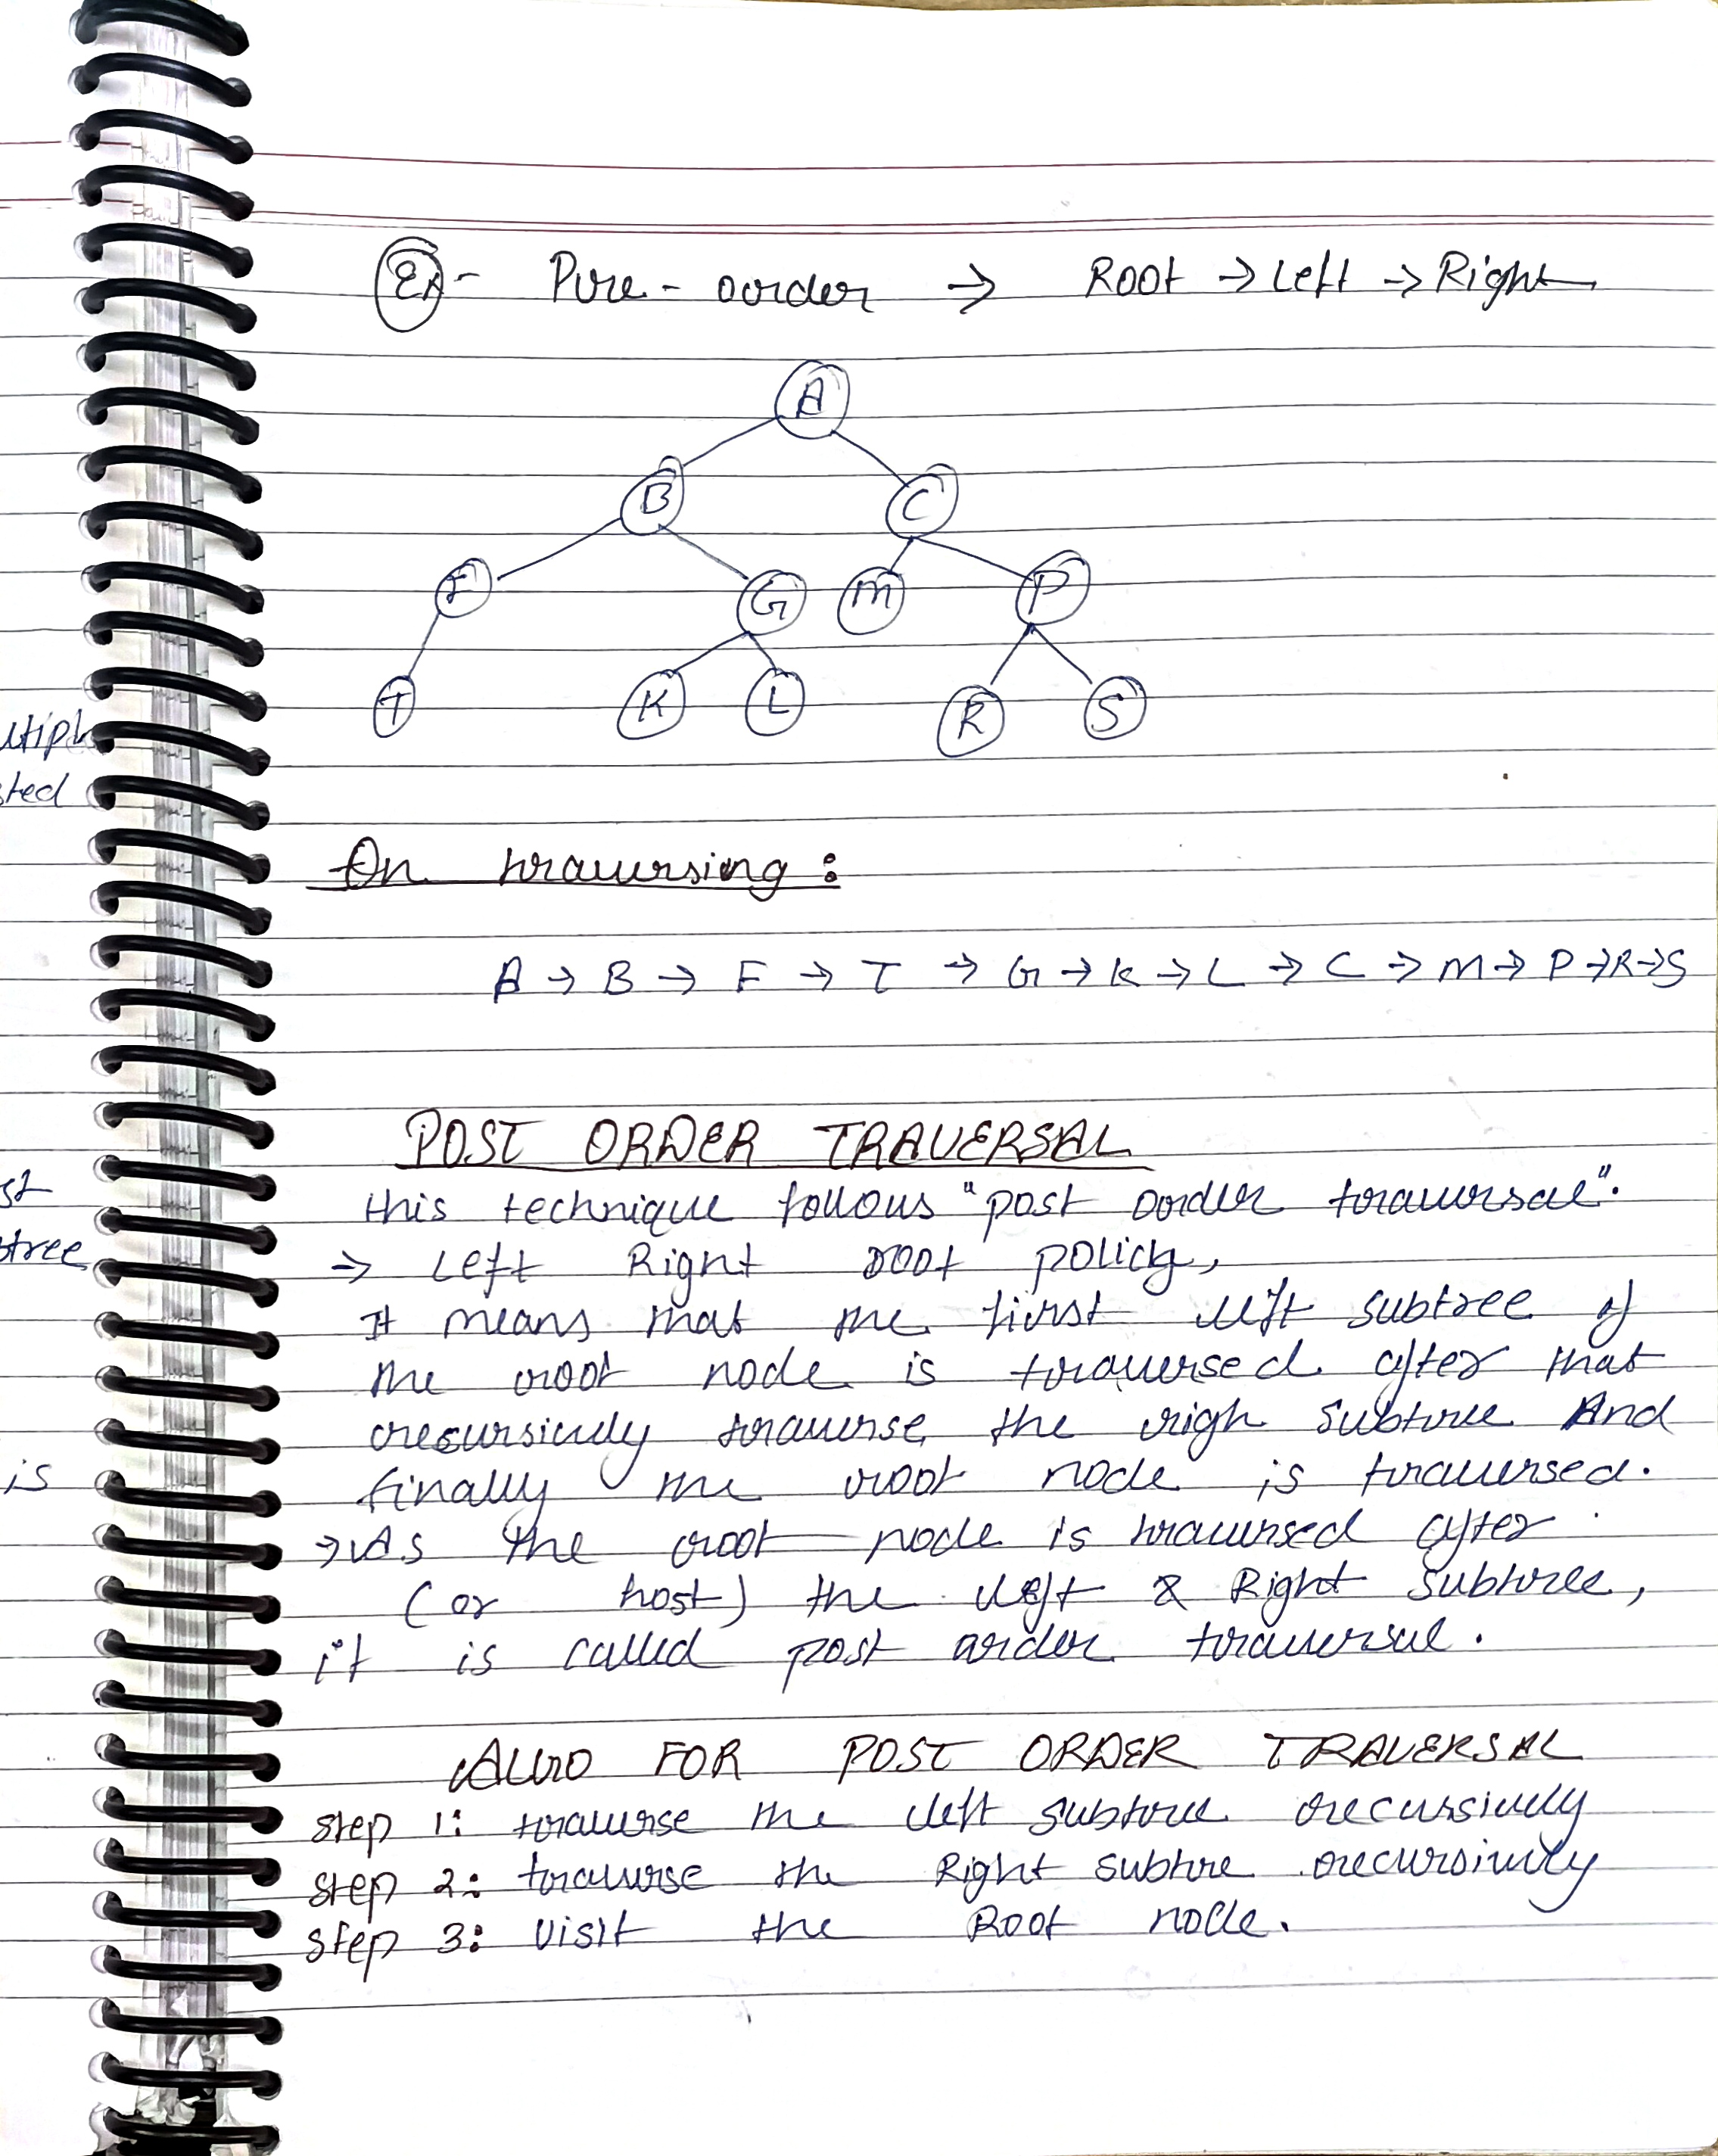 Ex - Pre-order → Root → Left → Right
A
B C
F G M P
T K L R S
On traversing :
A → B → F → T → G → K → L → C → M → P → R → S
POST ORDER TRAVERSAL
this technique follows "post order traversal".
→ Left Right root policy,
It means that the first left subtree of
the root node is traversed after that
recursively traverse the righ subtree And
finally the root node is traversed.
→ As the root node is traversed after
(or host) the left & Right subtree,
it is called post order traversal.
ALGO FOR POST ORDER TRAVERSAL
step 1: traverse the left subtree recursively
step 2: traverse the Right subtree recursively
step 3: Visit the Root node.
utiple
sted
st
tree
is